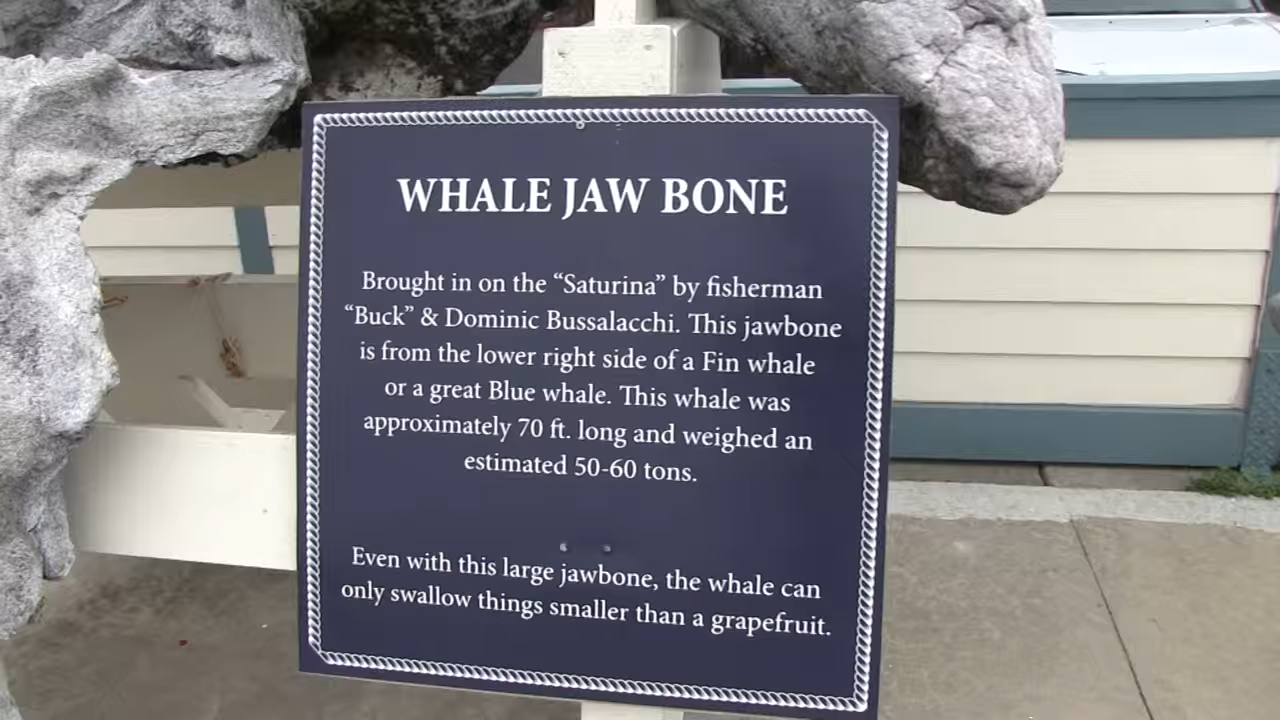 WHALE JAW BONE
Brought in on the “Saturina” by fisherman
“Buck” & Dominic Bussalacchi. This jawbone
is from the lower right side of a Fin whale
or a great Blue whale. This whale was
approximately 70 ft. long and weighed an
estimated 50-60 tons.
Even with this large jawbone, the whale can
only swallow things smaller than a grapefruit.